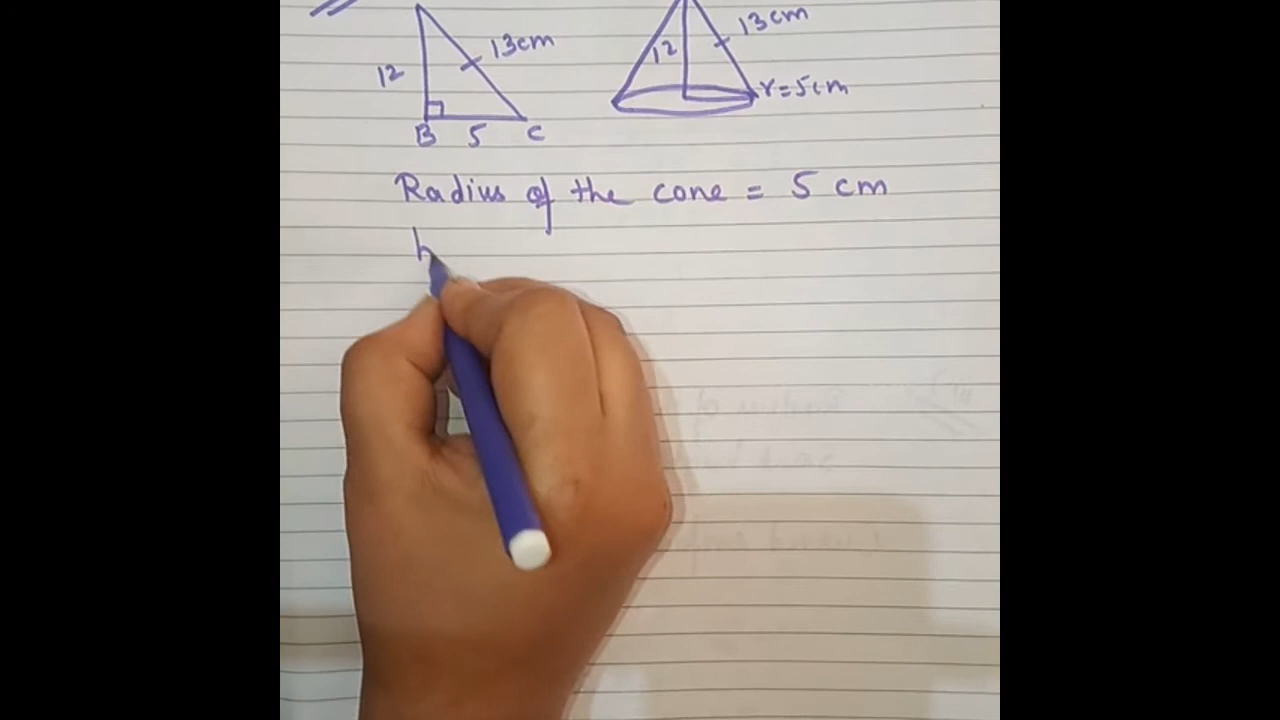 13cm
12
B 5 C
13cm
12
r=5cm
Radius of the cone = 5 cm
h